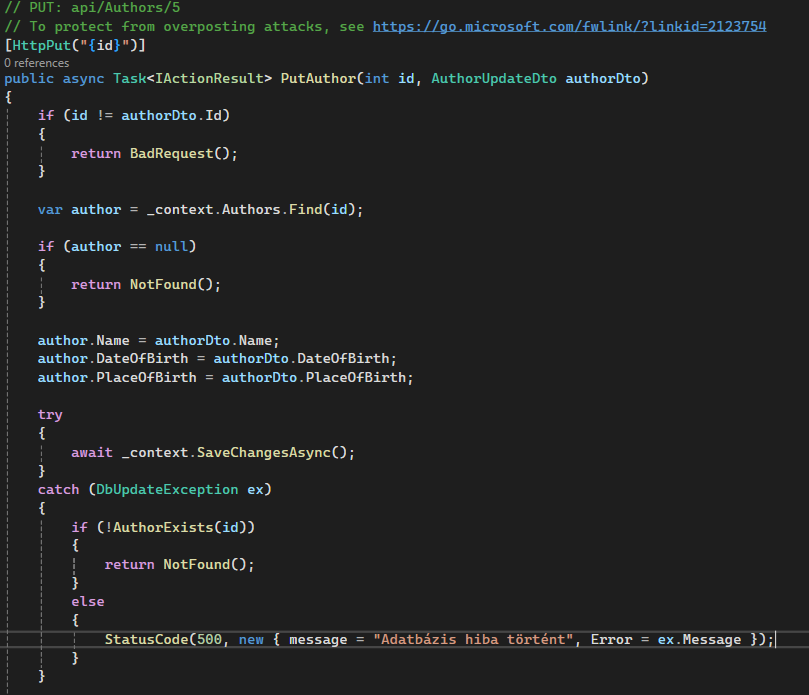 // PUT: api/Authors/5
// To protect from overposting attacks, see https://go.microsoft.com/fwlink/?linkid=2123754
[HttpPut("{id}")]
0 references
public async Task<IActionResult> PutAuthor(int id, AuthorUpdateDto authorDto)
{
    if (id != authorDto.Id)
    {
        return BadRequest();
    }

    var author = _context.Authors.Find(id);

    if (author == null)
    {
        return NotFound();
    }

    author.Name = authorDto.Name;
    author.DateOfBirth = authorDto.DateOfBirth;
    author.PlaceOfBirth = authorDto.PlaceOfBirth;

    try
    {
        await _context.SaveChangesAsync();
    }
    catch (DbUpdateException ex)
    {
        if (!AuthorExists(id))
        {
            return NotFound();
        }
        else
        {
            StatusCode(500, new { message = "Adatbázis hiba történt", Error = ex.Message });
        }
    }